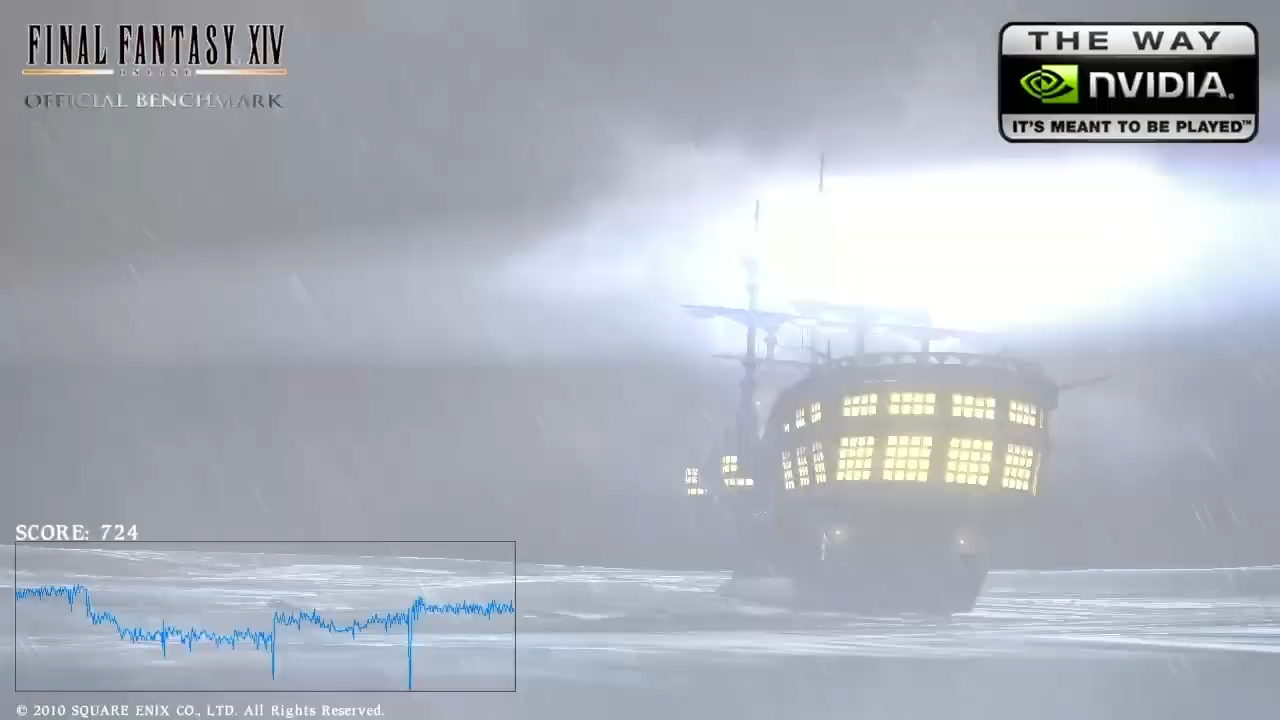 FINAL FANTASY XIV
ONLINE
OFFICIAL BENCHMARK
THE WAY
NVIDIA.
IT'S MEANT TO BE PLAYED™
SCORE: 724
© 2010 SQUARE ENIX CO., LTD. All Rights Reserved.